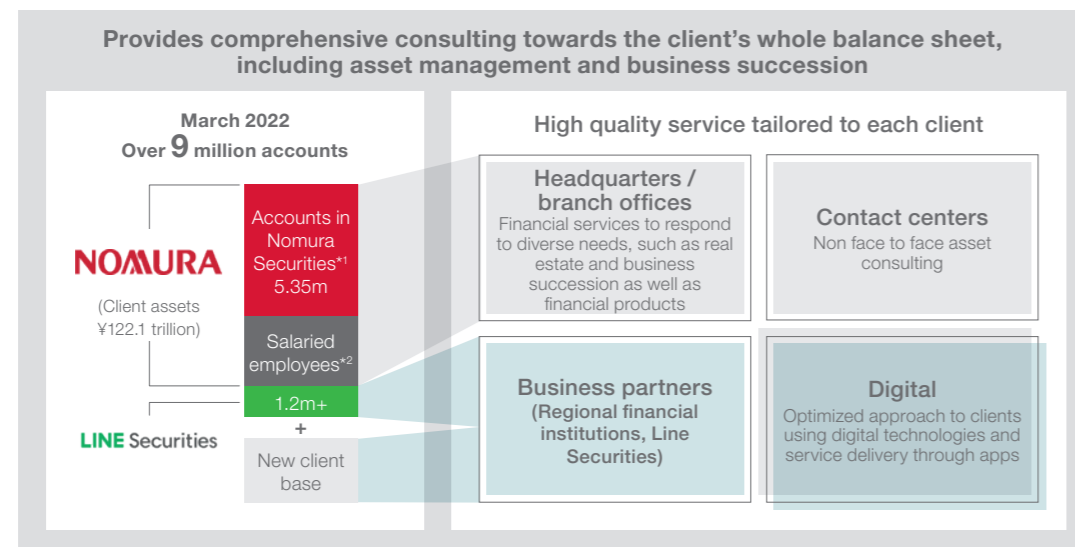 Provides comprehensive consulting towards the client's whole balance sheet,
including asset management and business succession
March 2022
Over 9 million accounts
NOMURA
(Client assets
¥122.1 trillion)
Accounts in
Nomura
Securities*1
5.35m
Salaried
employees*2
1.2m+
LINE Securities
+
New client
base
High quality service tailored to each client
Headquarters /
branch offices
Financial services to respond
to diverse needs, such as real
estate and business
succession as well as
financial products
Contact centers
Non face to face asset
consulting
Business partners
(Regional financial
institutions, Line
Securities)
Digital
Optimized approach to clients
using digital technologies and
service delivery through apps